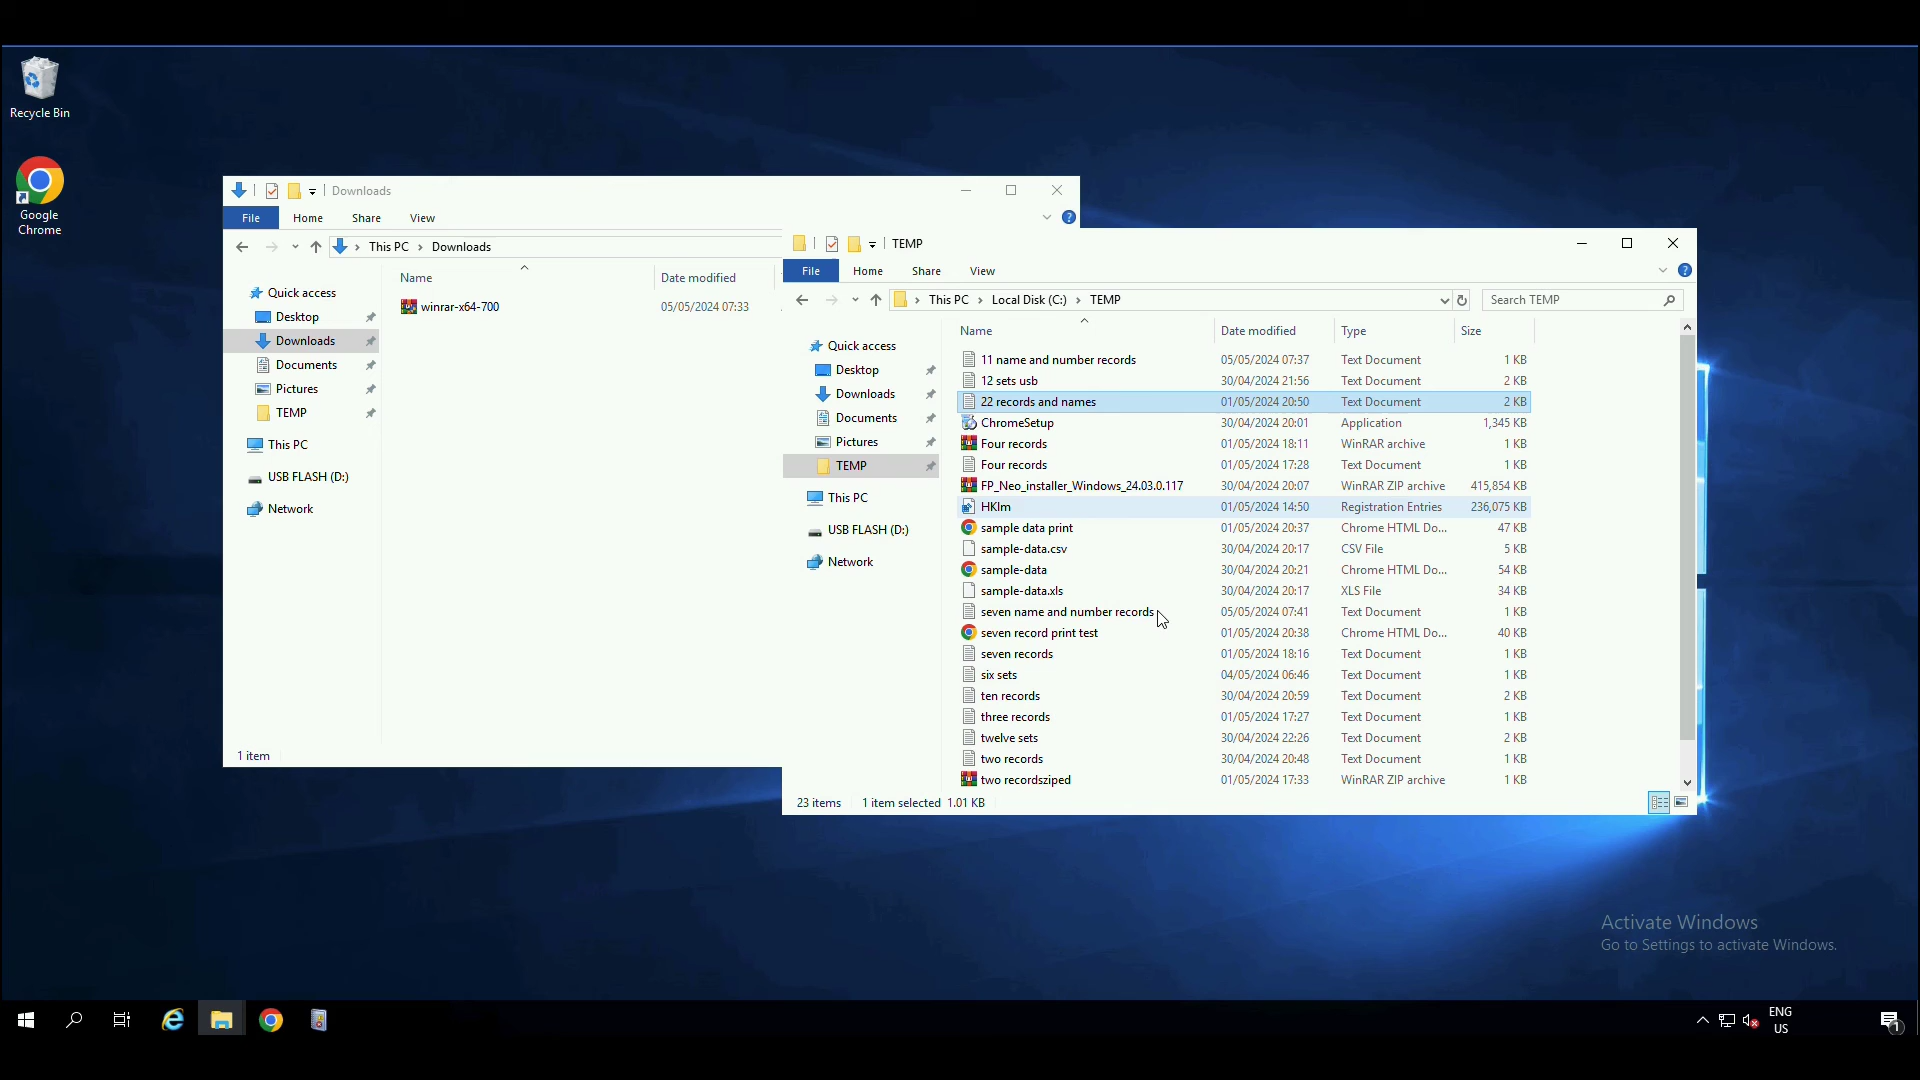 Recycle Bin
Google
Chrome
Downloads
File Home Share View
This PC Downloads
Name Date modified
Quick access
Desktop
Downloads
Documents
Pictures
TEMP
This PC
USB FLASH (D:)
Network
winrar-x64-700 05/05/2024 07:33
1 item
TEMP
File Home Share View
This PC Local Disk (C:) TEMP
Search TEMP
Quick access
Desktop
Downloads
Documents
Pictures
TEMP
This PC
USB FLASH (D:)
Network
Name Date modified Type Size
11 name and number records 05/05/2024 07:37 Text Document 1 KB
12 sets usb 30/04/2024 21:56 Text Document 2 KB
22 records and names 01/05/2024 20:50 Text Document 2 KB
ChromeSetup 30/04/2024 20:01 Application 1,345 KB
Four records 01/05/2024 18:11 WinRAR archive 1 KB
Four records 01/05/2024 17:28 Text Document 1 KB
FP_Neo_installer_Windows_24.03.0.117 30/04/2024 20:07 WinRAR ZIP archive 415,854 KB
HKlm 01/05/2024 14:50 Registration Entries 236,075 KB
sample data print 01/05/2024 20:37 Chrome HTML Do... 47 KB
sample-data.csv 30/04/2024 20:17 CSV File 5 KB
sample-data 30/04/2024 20:21 Chrome HTML Do... 54 KB
sample-data.xls 30/04/2024 20:17 XLS File 34 KB
seven name and number records 05/05/2024 07:41 Text Document 1 KB
seven record print test 01/05/2024 20:38 Chrome HTML Do... 40 KB
seven records 01/05/2024 18:16 Text Document 1 KB
six sets 04/05/2024 06:46 Text Document 1 KB
ten records 30/04/2024 20:59 Text Document 2 KB
three records 01/05/2024 17:27 Text Document 1 KB
twelve sets 30/04/2024 22:26 Text Document 2 KB
two records 30/04/2024 20:48 Text Document 1 KB
two recordsziped 01/05/2024 17:33 WinRAR ZIP archive 1 KB
23 items 1 item selected 1.01 KB
Activate Windows
Go to Settings to activate Windows.
ENG
US
1